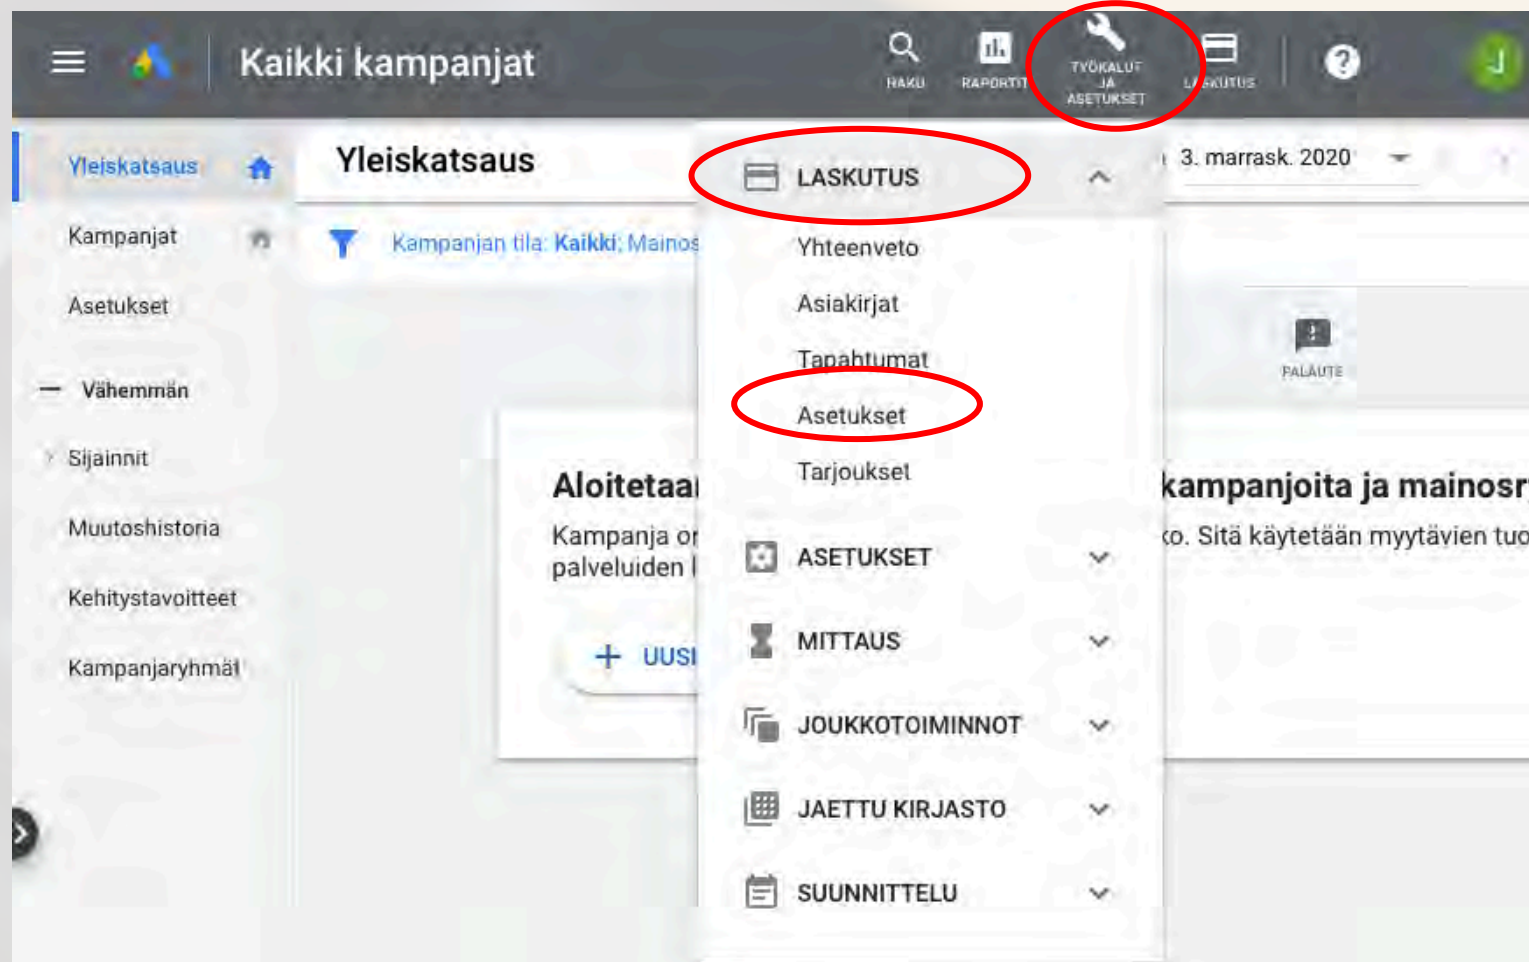 Kaikki kampanjat
HAKU
RAPORTIT
TYÖKALUT
JA
ASETUKSET
LASKUTUS
J
Yleiskatsaus
Kampanjat
Asetukset
Vähemmän
Sijainnit
Muutoshistoria
Kehitystavoitteet
Kampanjaryhmät
Yleiskatsaus
3. marrask. 2020
Kampanjan tila: Kaikki; Mainos
LASKUTUS
Yhteenveto
Asiakirjat
Tapahtumat
Asetukset
Tarjoukset
ASETUKSET
MITTAUS
JOUKKOTOIMINNOT
JAETTU KIRJASTO
SUUNNITTELU
PALAUTE
Aloitetaa kampanjoita ja mainosr
Kampanja or ko. Sitä käytetään myytävien tuo
palveluiden
+ UUSI